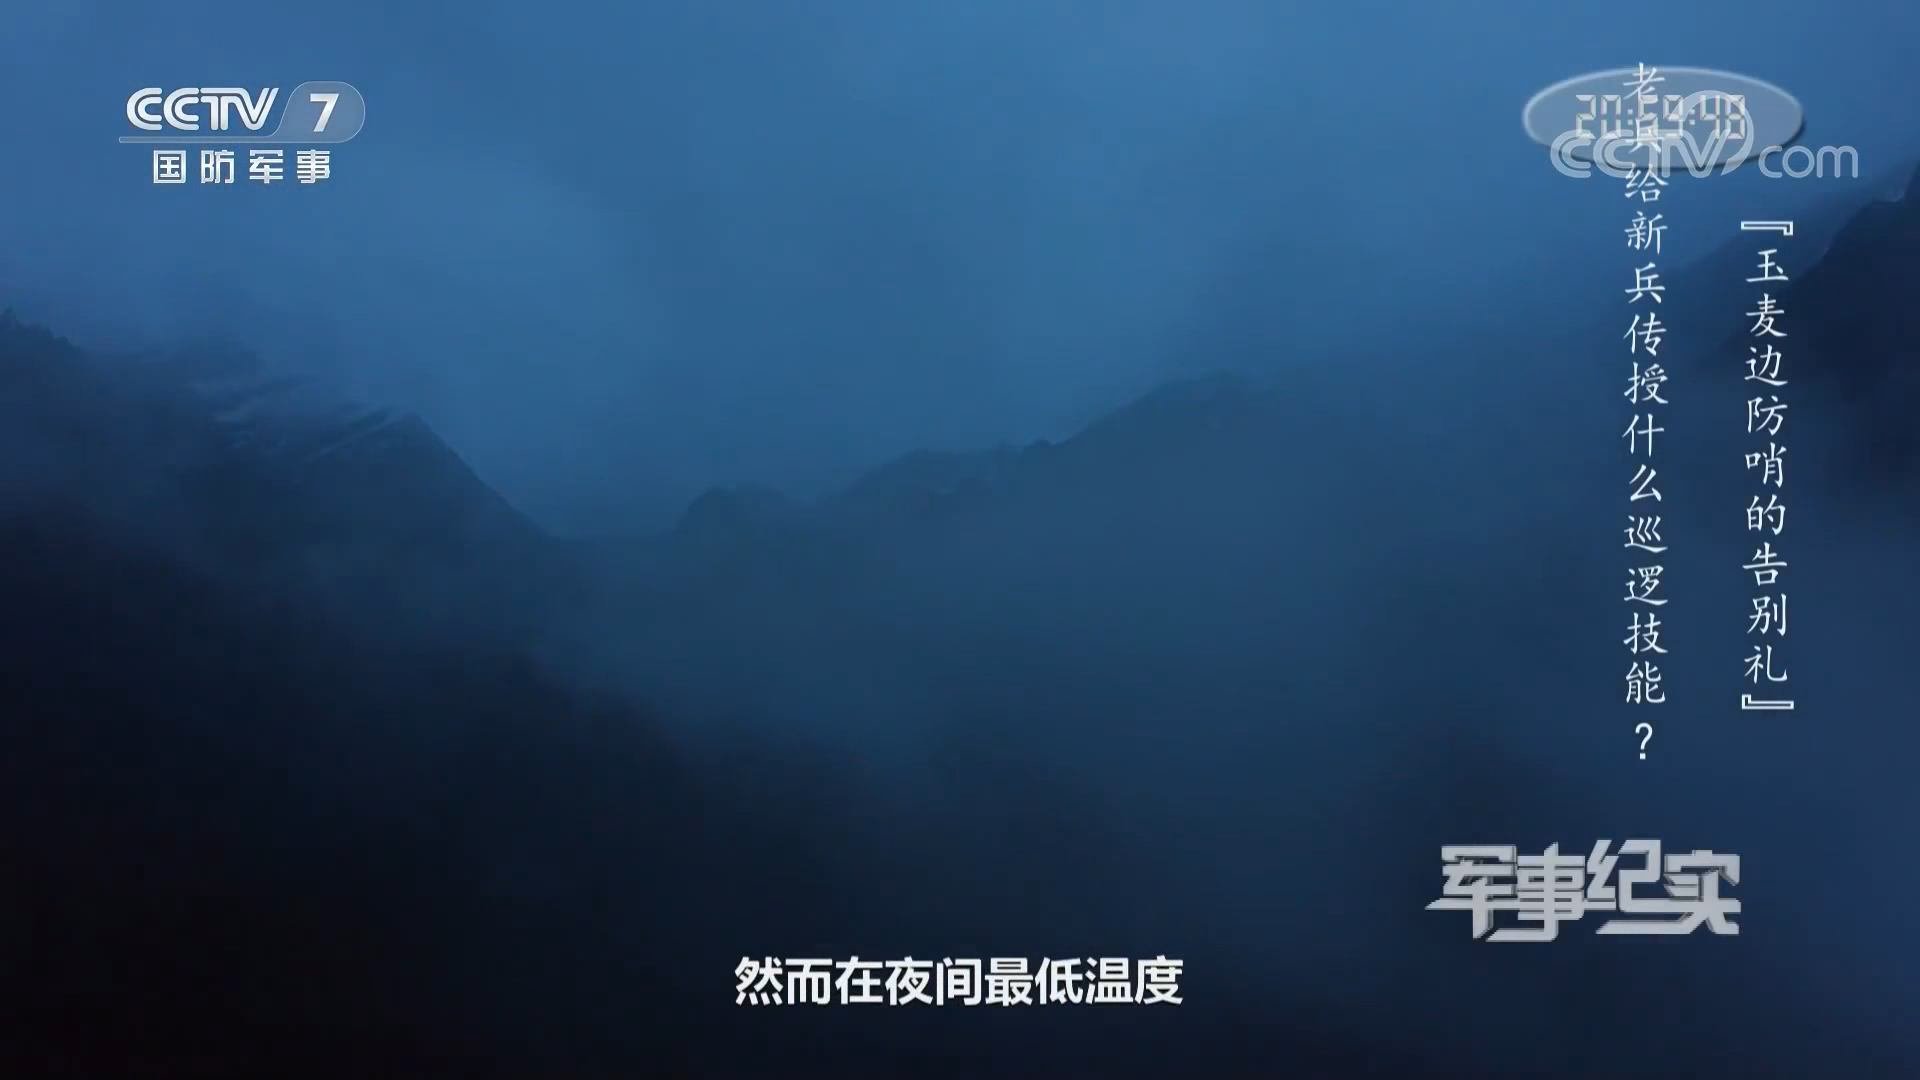 CCTV 7
国防军事
CCTV com
『玉麦边防哨的告别礼』
老兵给新兵传授什么巡逻技能？
军事纪实
然而在夜间最低温度